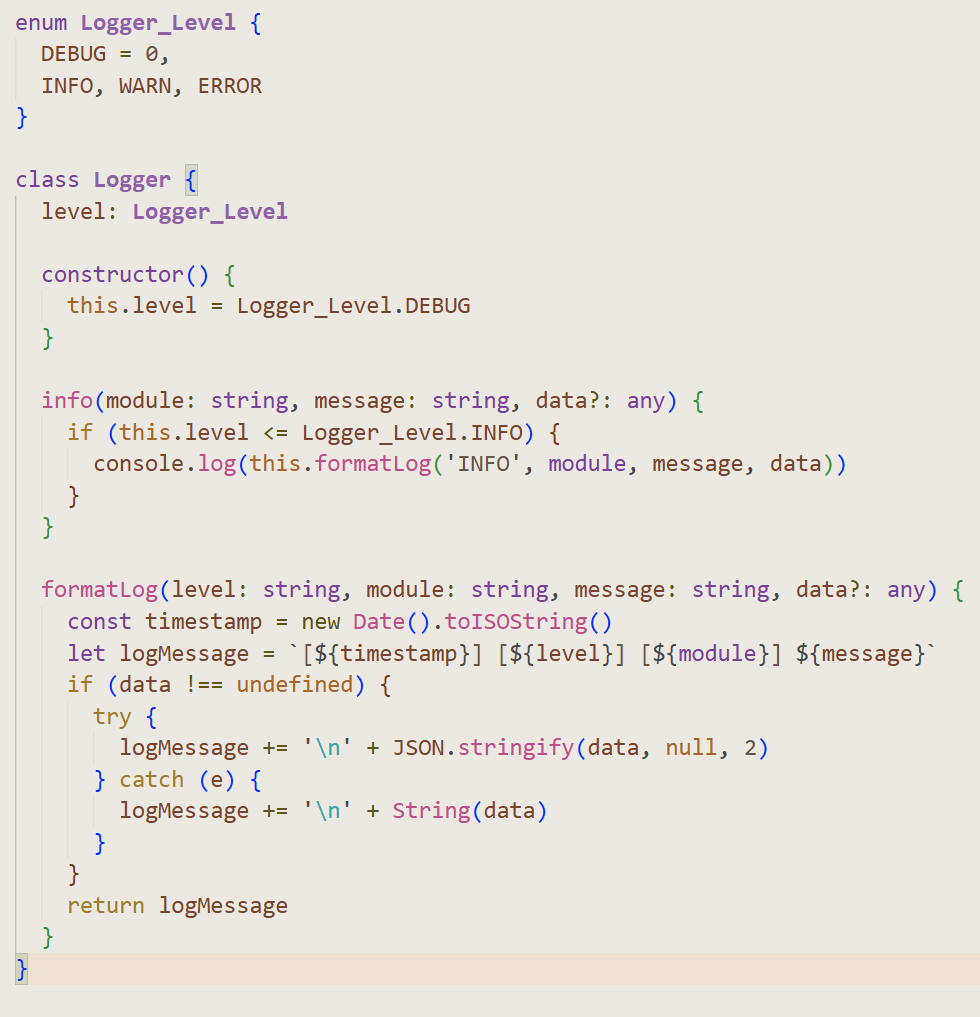 enum Logger_Level {
  DEBUG = 0,
  INFO, WARN, ERROR
}

class Logger {
  level: Logger_Level

  constructor() {
    this.level = Logger_Level.DEBUG
  }

  info(module: string, message: string, data?: any) {
    if (this.level <= Logger_Level.INFO) {
      console.log(this.formatLog('INFO', module, message, data))
    }
  }

  formatLog(level: string, module: string, message: string, data?: any) {
    const timestamp = new Date().toISOString()
    let logMessage = `[${timestamp}] [${level}] [${module}] ${message}`
    if (data !== undefined) {
      try {
        logMessage += '\n' + JSON.stringify(data, null, 2)
      } catch (e) {
        logMessage += '\n' + String(data)
      }
    }
    return logMessage
  }
}